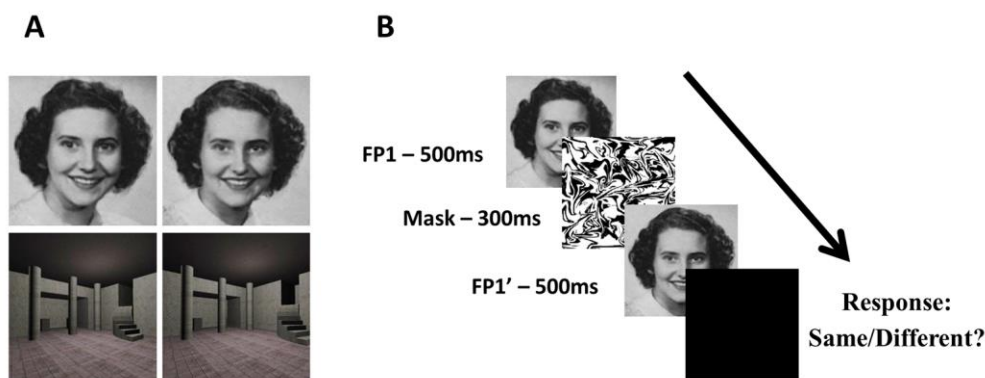 A
B
FP1 – 500ms
Mask – 300ms
FP1’ – 500ms
Response:
Same/Different?